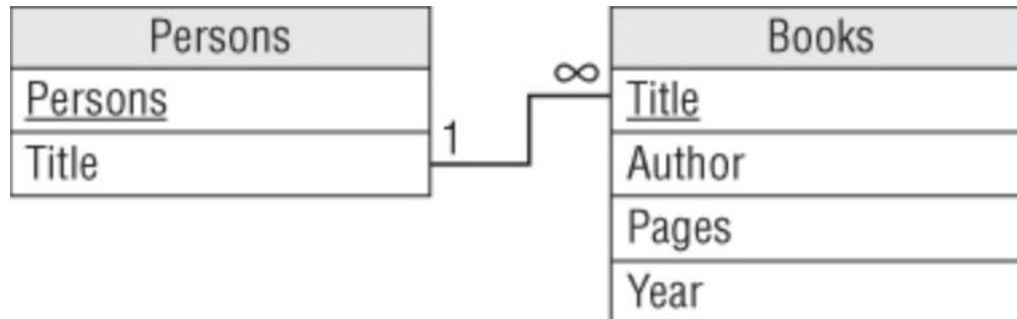 Persons
Persons
Title
1
∞
Books
Title
Author
Pages
Year